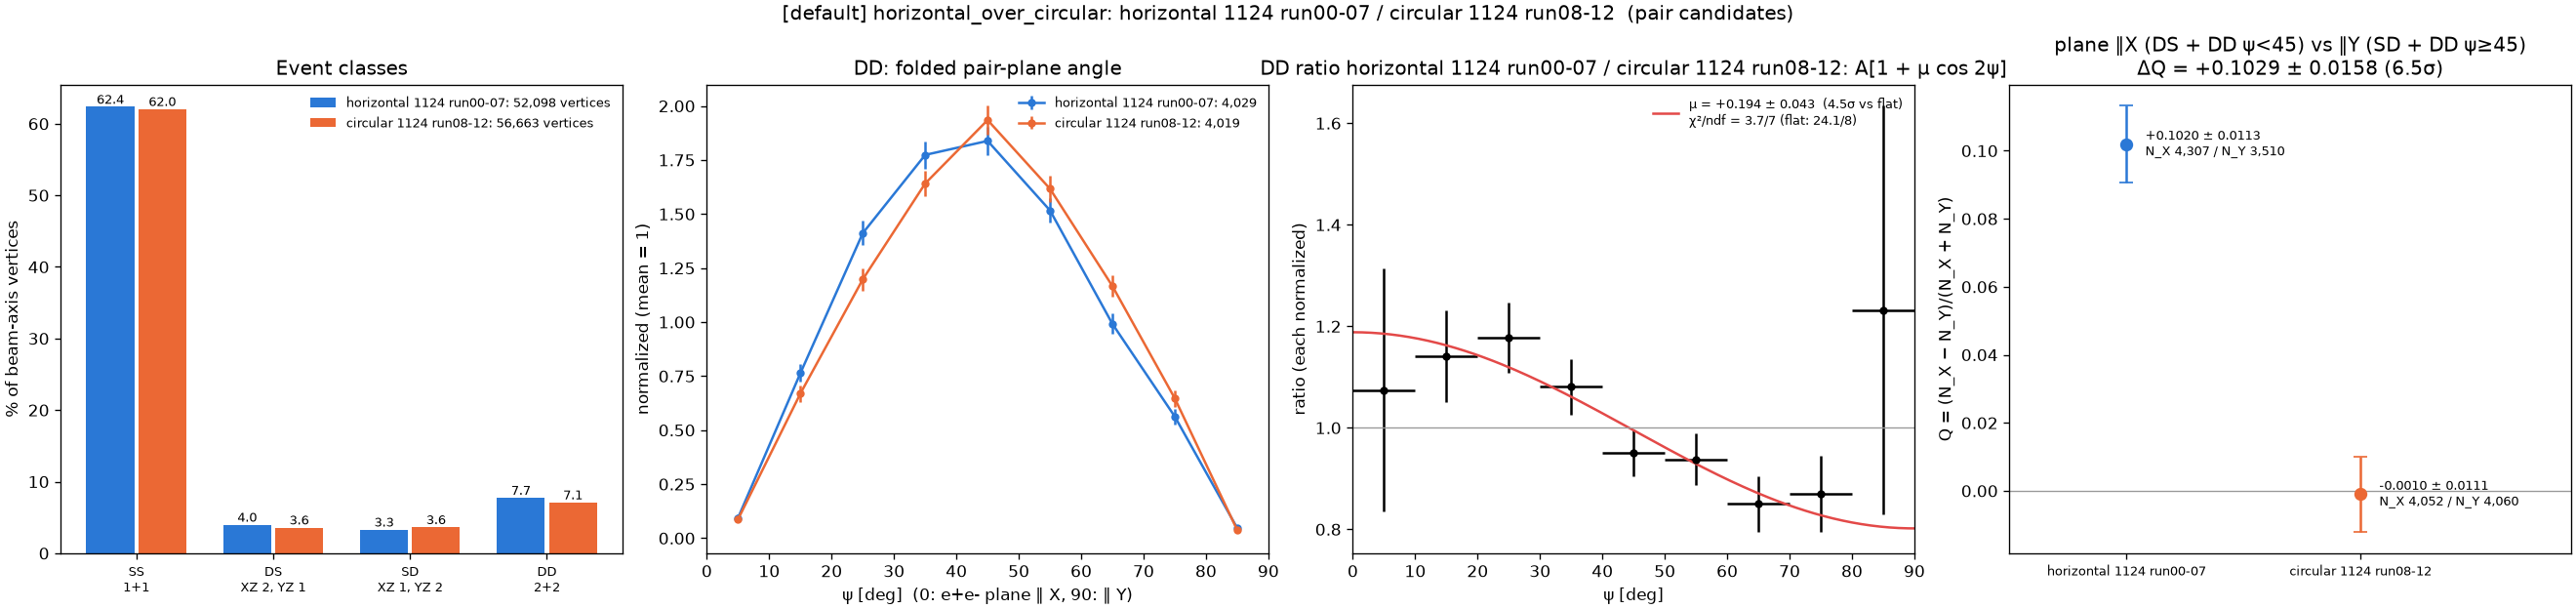 [default] horizontal_over_circular: horizontal 1124 run00-07 / circular 1124 run08-12  (pair candidates)
Event classes
% of beam-axis vertices
60
50
40
30
20
10
0
62.4
62.0
4.0
3.6
3.3
3.6
7.7
7.1
horizontal 1124 run00-07: 52,098 vertices
circular 1124 run08-12: 56,663 vertices
SS
1+1
DS
XZ 2, YZ 1
SD
XZ 1, YZ 2
DD
2+2
DD: folded pair-plane angle
normalized (mean = 1)
2.00
1.75
1.50
1.25
1.00
0.75
0.50
0.25
0.00
horizontal 1124 run00-07: 4,029
circular 1124 run08-12: 4,019
0 10 20 30 40 50 60 70 80 90
ψ [deg]  (0: e+e- plane ∥ X, 90: ∥ Y)
DD ratio horizontal 1124 run00-07 / circular 1124 run08-12: A[1 + μ cos 2ψ]
ratio (each normalized)
1.6
1.4
1.2
1.0
0.8
μ = +0.194 ± 0.043  (4.5σ vs flat)
χ²/ndf = 3.7/7 (flat: 24.1/8)
0 10 20 30 40 50 60 70 80 90
ψ [deg]
plane ∥X (DS + DD ψ<45) vs ∥Y (SD + DD ψ≥45)
ΔQ = +0.1029 ± 0.0158 (6.5σ)
Q = (N_X − N_Y)/(N_X + N_Y)
0.10
0.08
0.06
0.04
0.02
0.00
+0.1020 ± 0.0113
N_X 4,307 / N_Y 3,510
-0.0010 ± 0.0111
N_X 4,052 / N_Y 4,060
horizontal 1124 run00-07
circular 1124 run08-12